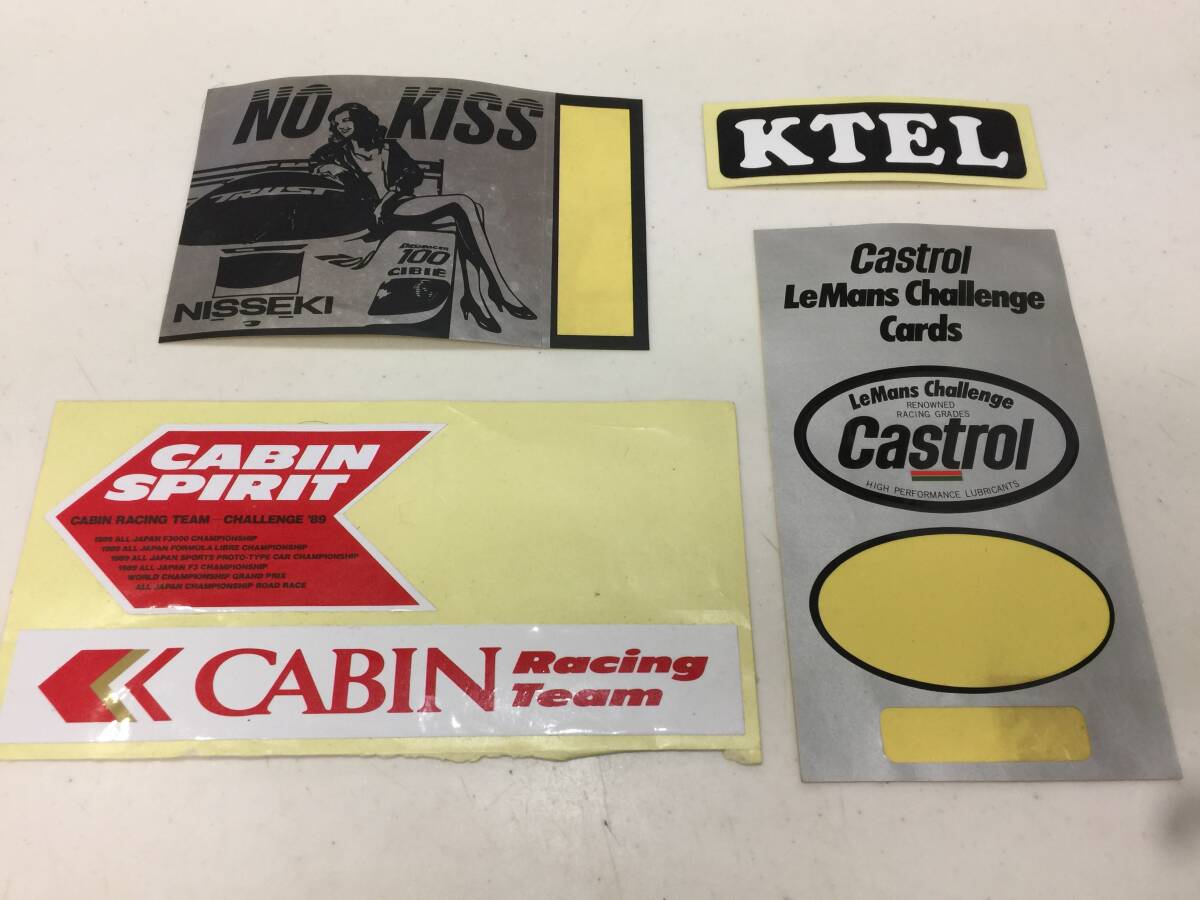 NO KISS
TRUST
Advancer
100
CIBIE
NISSEKI
KTEL
Castrol
LeMans Challenge
Cards
LeMans Challenge
RENOWNED
RACING GRADES
Castrol
HIGH PERFORMANCE LUBRICANTS
CABIN
SPIRIT
CABIN RACING TEAM — CHALLENGE '89
1989 ALL JAPAN F3000 CHAMPIONSHIP
1989 ALL JAPAN FORMULA LIBRE CHAMPIONSHIP
1989 ALL JAPAN SPORTS PROTO-TYPE CAR CHAMPIONSHIP
1989 ALL JAPAN F3 CHAMPIONSHIP
WORLD CHAMPIONSHIP GRAND PRIX
ALL JAPAN CHAMPIONSHIP ROAD RACE
CABIN Racing
Team